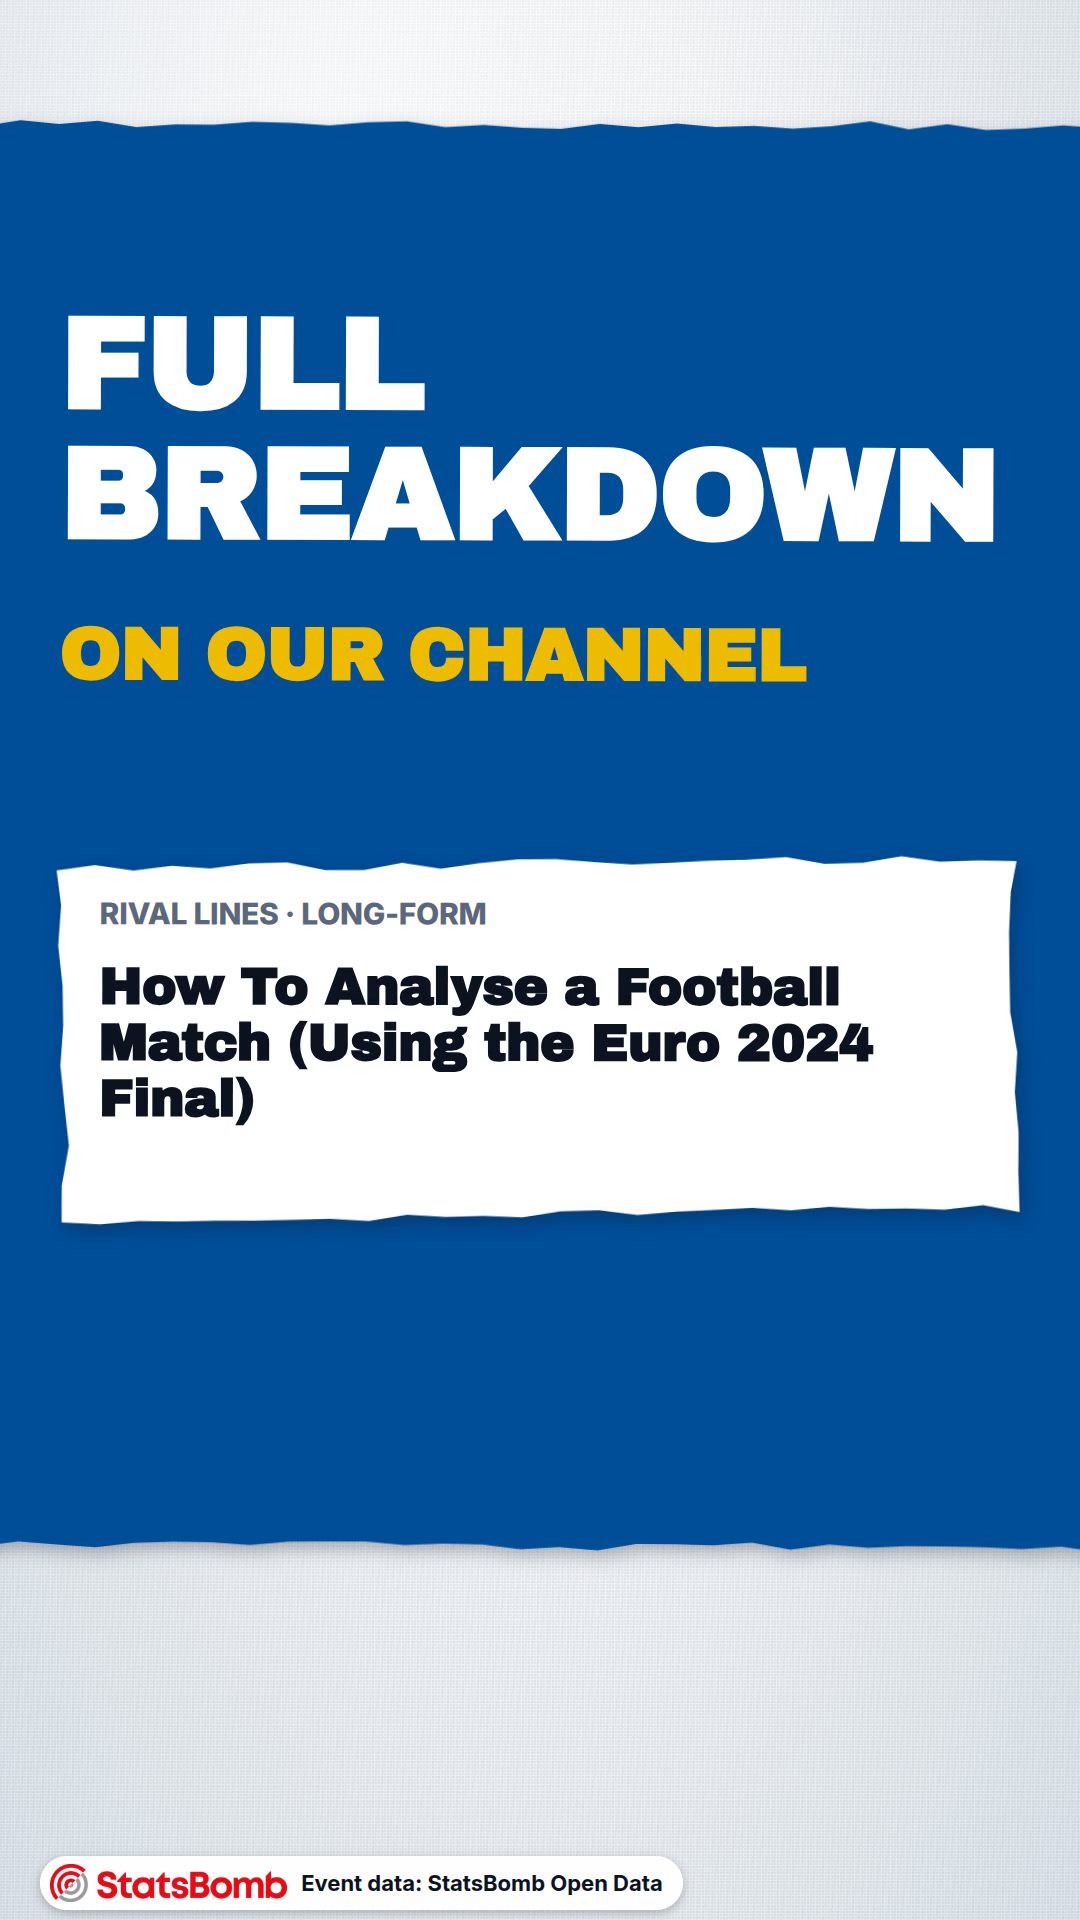 FULL
BREAKDOWN
ON OUR CHANNEL
RIVAL LINES · LONG-FORM
How To Analyse a Football
Match (Using the Euro 2024
Final)
StatsBomb Event data: StatsBomb Open Data